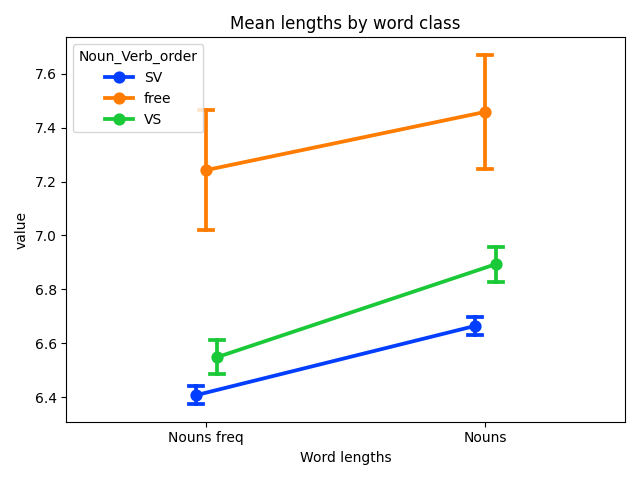 Mean lengths by word class
Noun_Verb_order
SV
free
VS
value
7.6
7.4
7.2
7.0
6.8
6.6
6.4
Nouns freq
Nouns
Word lengths